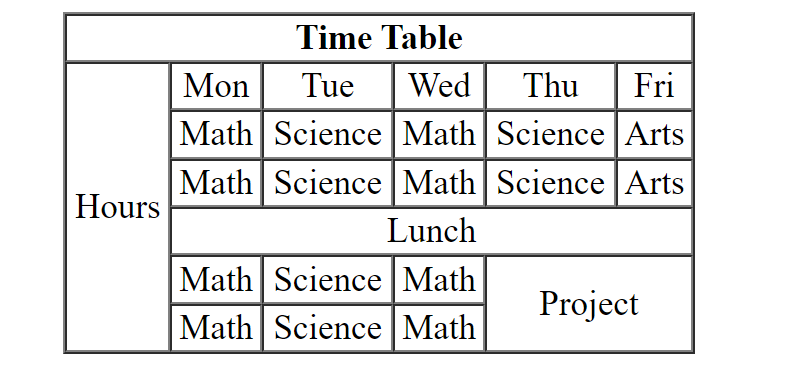 Time Table
Mon Tue Wed Thu Fri
Math Science Math Science Arts
Math Science Math Science Arts
Hours
Lunch
Math Science Math
Project
Math Science Math